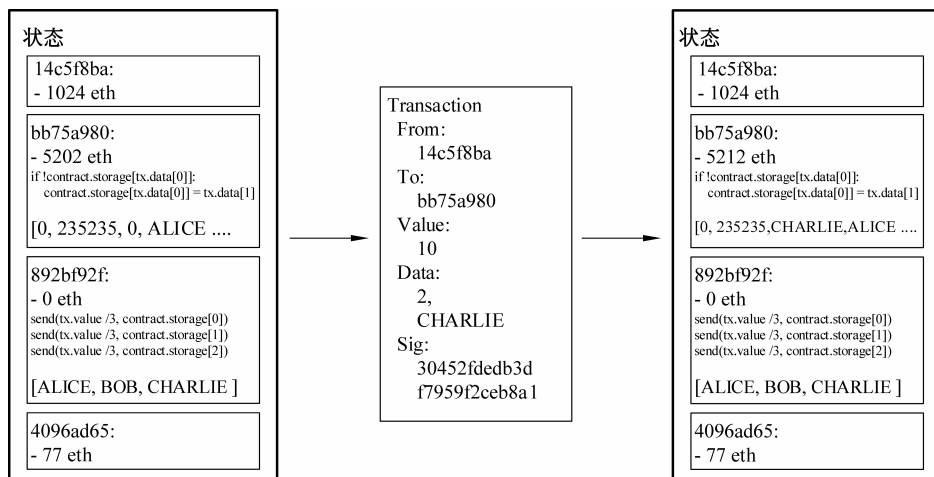 状态
14c5f8ba:
- 1024 eth
bb75a980:
- 5202 eth
if !contract.storage[tx.data[0]]:
contract.storage[tx.data[0]] = tx.data[1]
[0, 235235, 0, ALICE ....
892bf92f:
- 0 eth
send(tx.value /3, contract.storage[0])
send(tx.value /3, contract.storage[1])
send(tx.value /3, contract.storage[2])
[ALICE, BOB, CHARLIE ]
4096ad65:
- 77 eth
Transaction
From:
14c5f8ba
To:
bb75a980
Value:
10
Data:
2,
CHARLIE
Sig:
30452fdedb3d
f7959f2ceb8a1
状态
14c5f8ba:
- 1024 eth
bb75a980:
- 5212 eth
if !contract.storage[tx.data[0]]:
contract.storage[tx.data[0]] = tx.data[1]
[0, 235235,CHARLIE,ALICE ....
892bf92f:
- 0 eth
send(tx.value /3, contract.storage[0])
send(tx.value /3, contract.storage[1])
send(tx.value /3, contract.storage[2])
[ALICE, BOB, CHARLIE ]
4096ad65:
- 77 eth